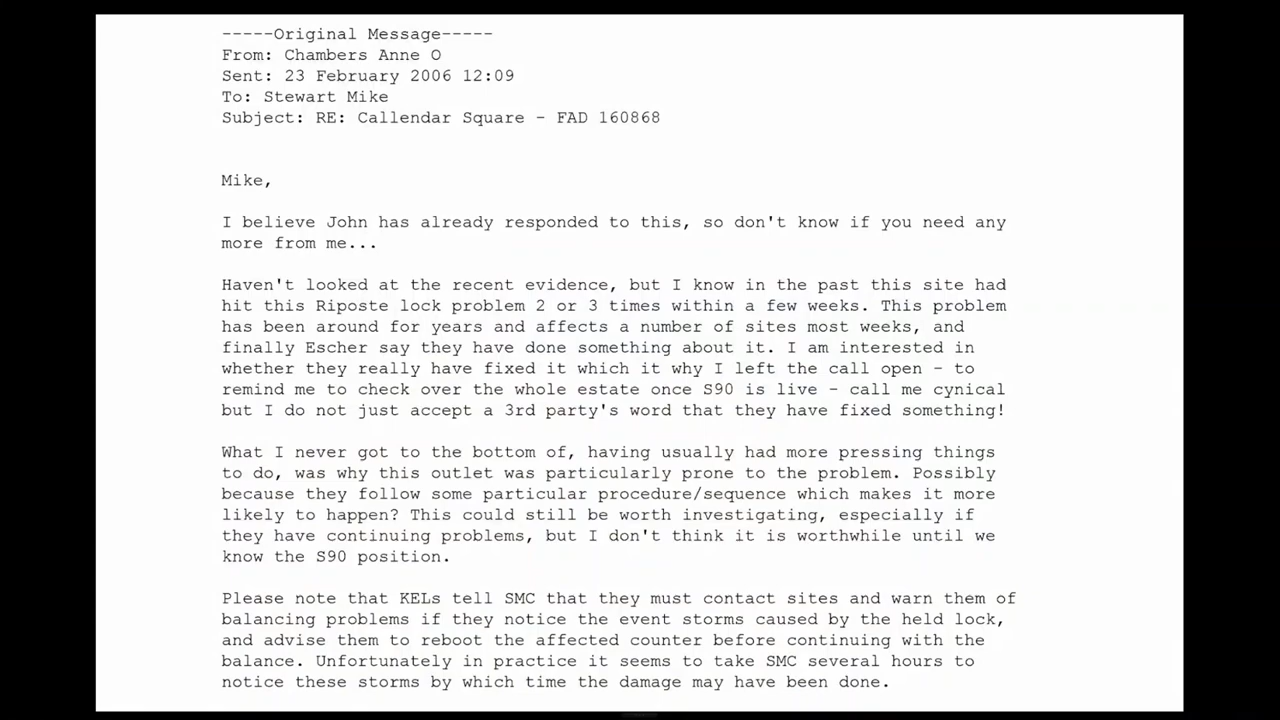 -----Original Message-----
From: Chambers Anne O
Sent: 23 February 2006 12:09
To: Stewart Mike
Subject: RE: Callendar Square - FAD 160868
Mike,
I believe John has already responded to this, so don't know if you need any
more from me...
Haven't looked at the recent evidence, but I know in the past this site had
hit this Riposte lock problem 2 or 3 times within a few weeks. This problem
has been around for years and affects a number of sites most weeks, and
finally Escher say they have done something about it. I am interested in
whether they really have fixed it which it why I left the call open - to
remind me to check over the whole estate once S90 is live - call me cynical
but I do not just accept a 3rd party's word that they have fixed something!
What I never got to the bottom of, having usually had more pressing things
to do, was why this outlet was particularly prone to the problem. Possibly
because they follow some particular procedure/sequence which makes it more
likely to happen? This could still be worth investigating, especially if
they have continuing problems, but I don't think it is worthwhile until we
know the S90 position.
Please note that KELs tell SMC that they must contact sites and warn them of
balancing problems if they notice the event storms caused by the held lock,
and advise them to reboot the affected counter before continuing with the
balance. Unfortunately in practice it seems to take SMC several hours to
notice these storms by which time the damage may have been done.